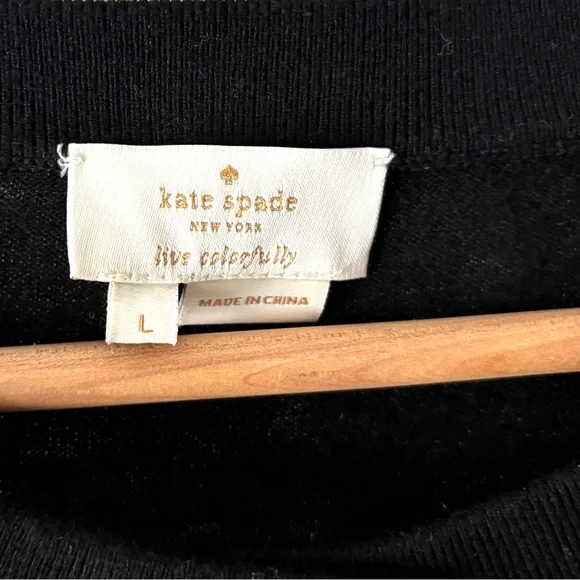 kate spade
NEW YORK
live colorfully
MADE IN CHINA
L